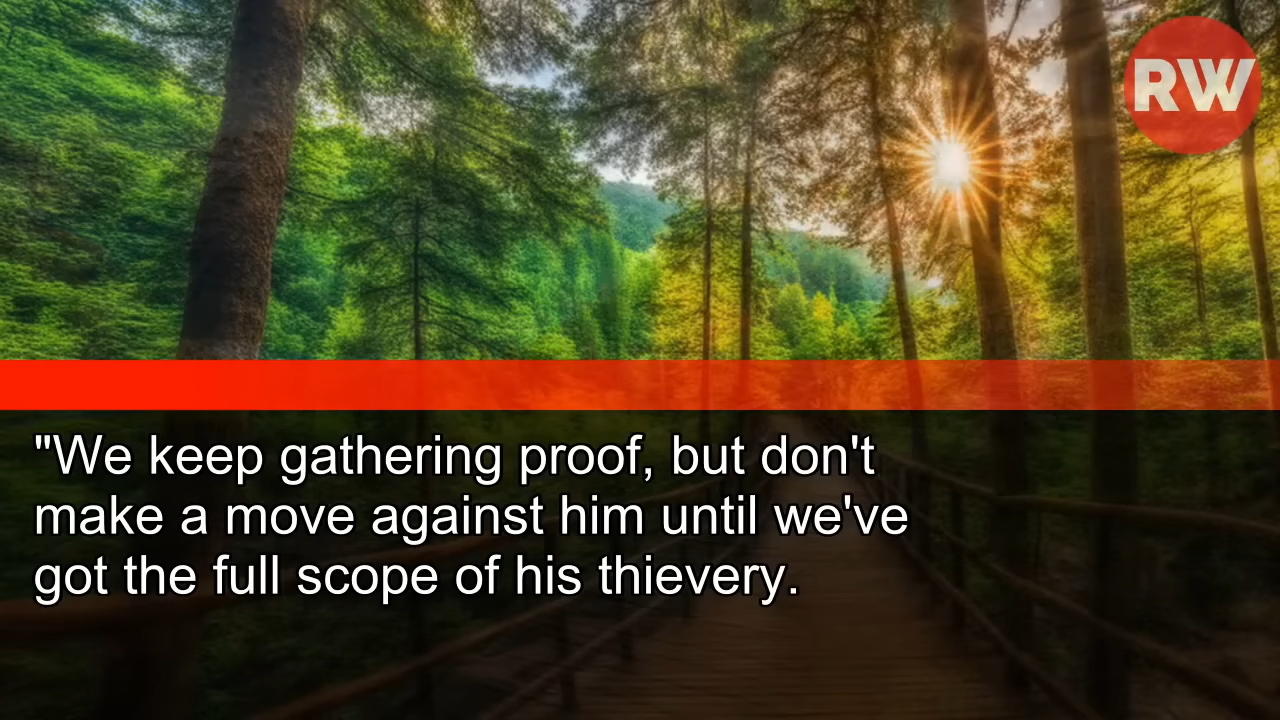 RW
"We keep gathering proof, but don't
make a move against him until we've
got the full scope of his thievery.